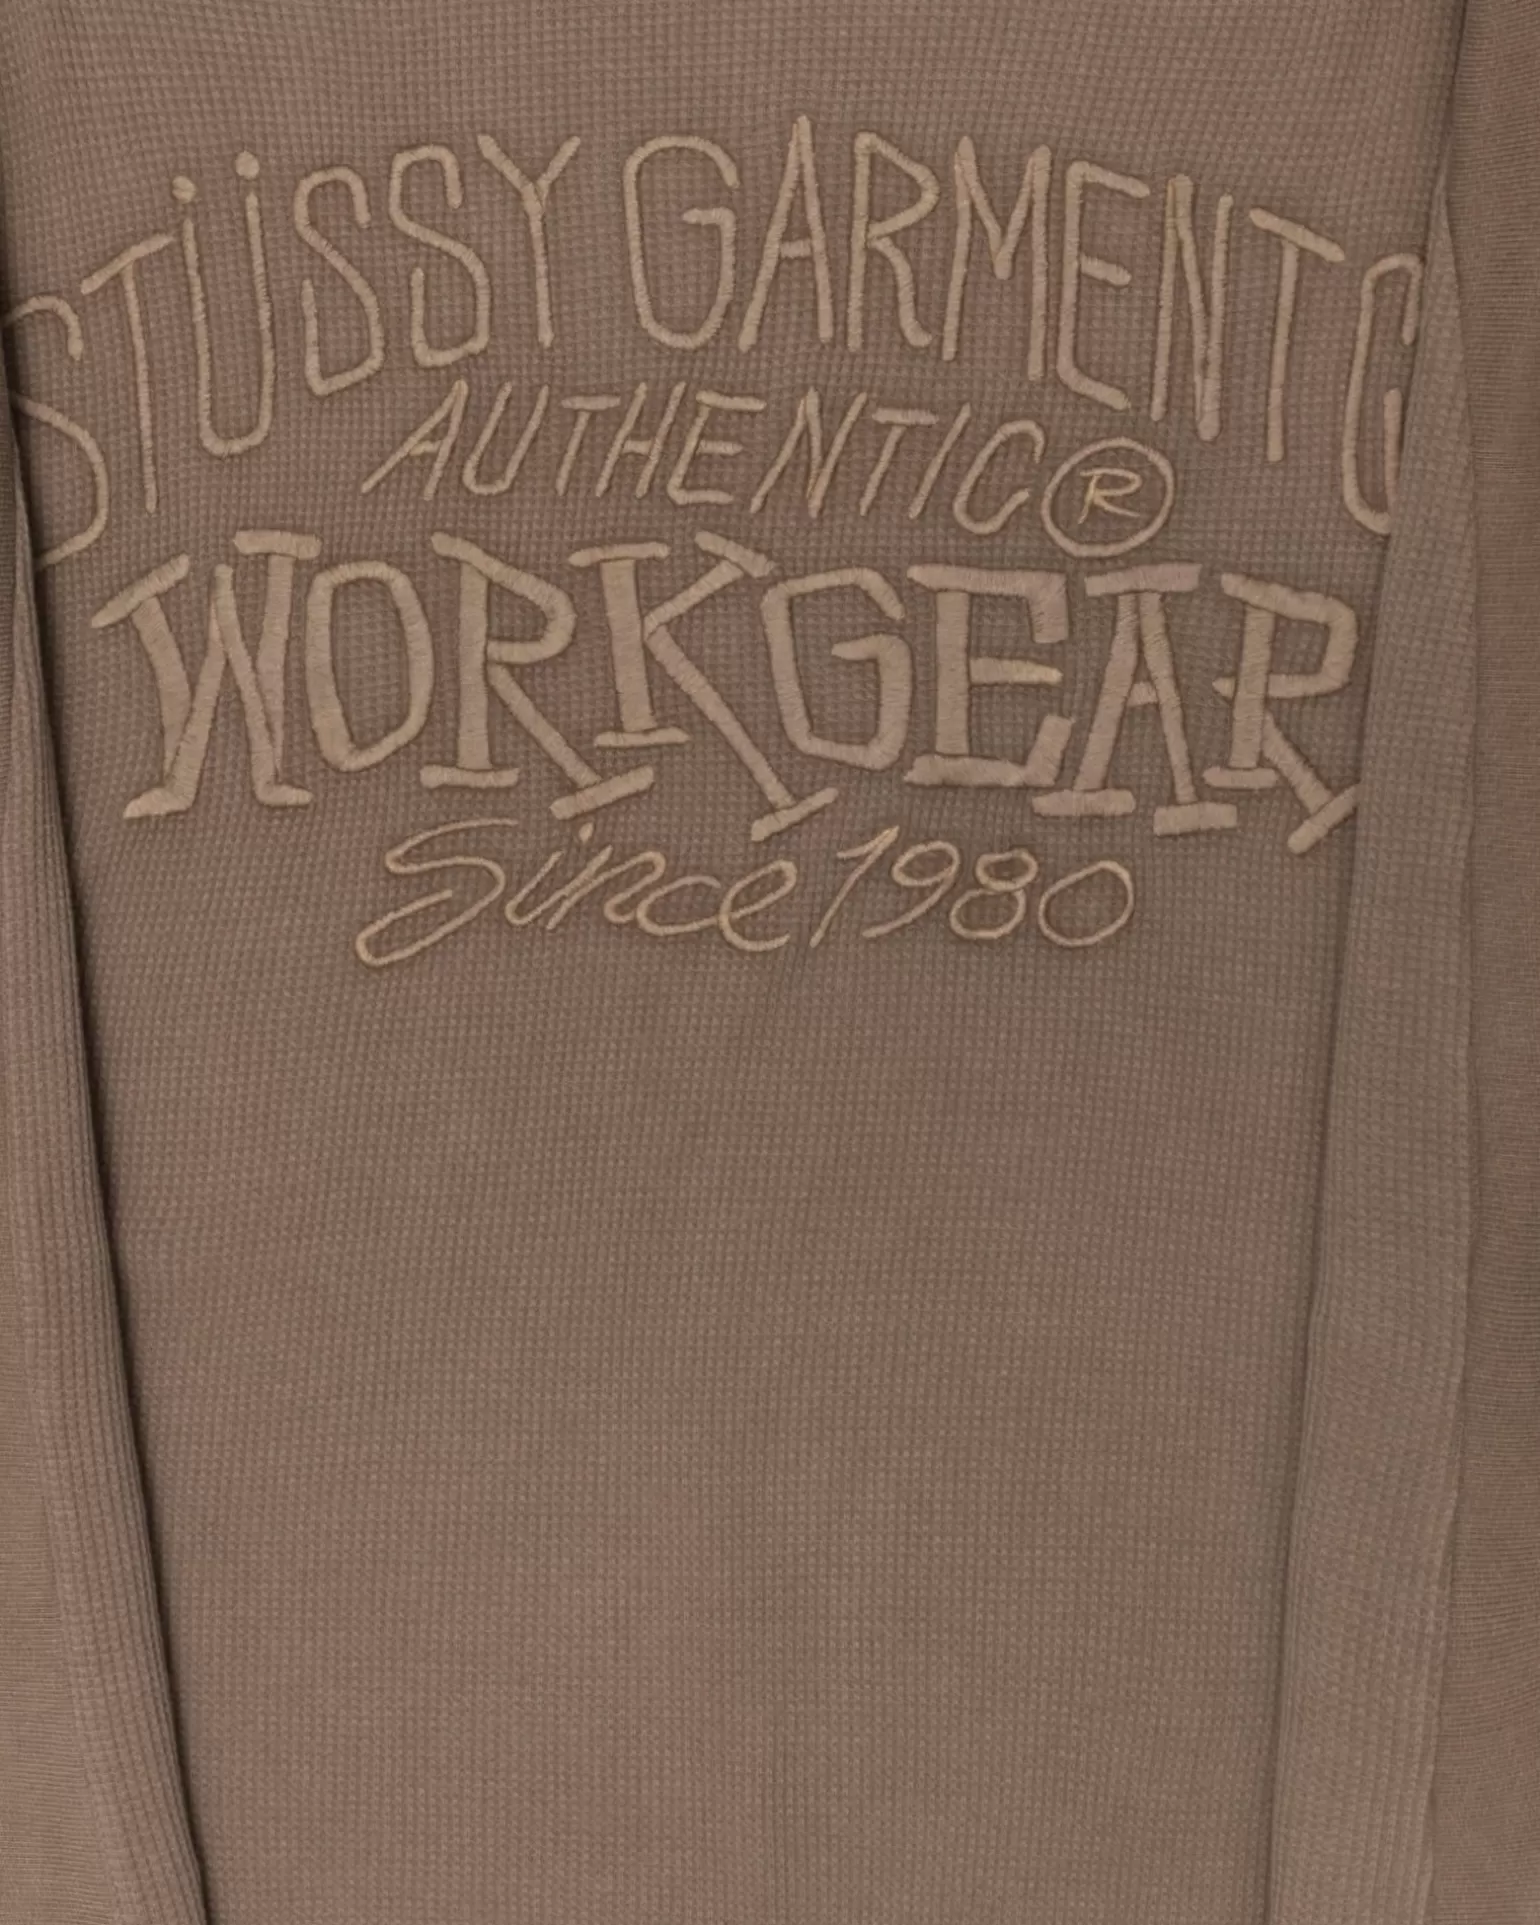 STÜSSY GARMENT C
AUTHENTIC ®
WORKGEAR
Since 1980